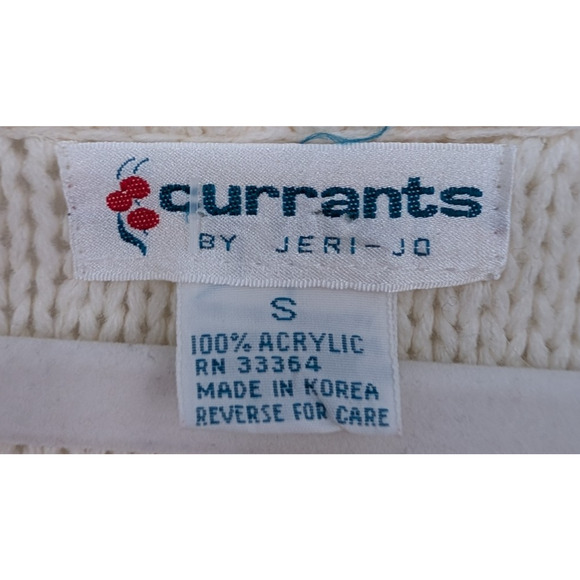 currants
BY JERI-JO
S
100% ACRYLIC
RN 33364
MADE IN KOREA
REVERSE FOR CARE